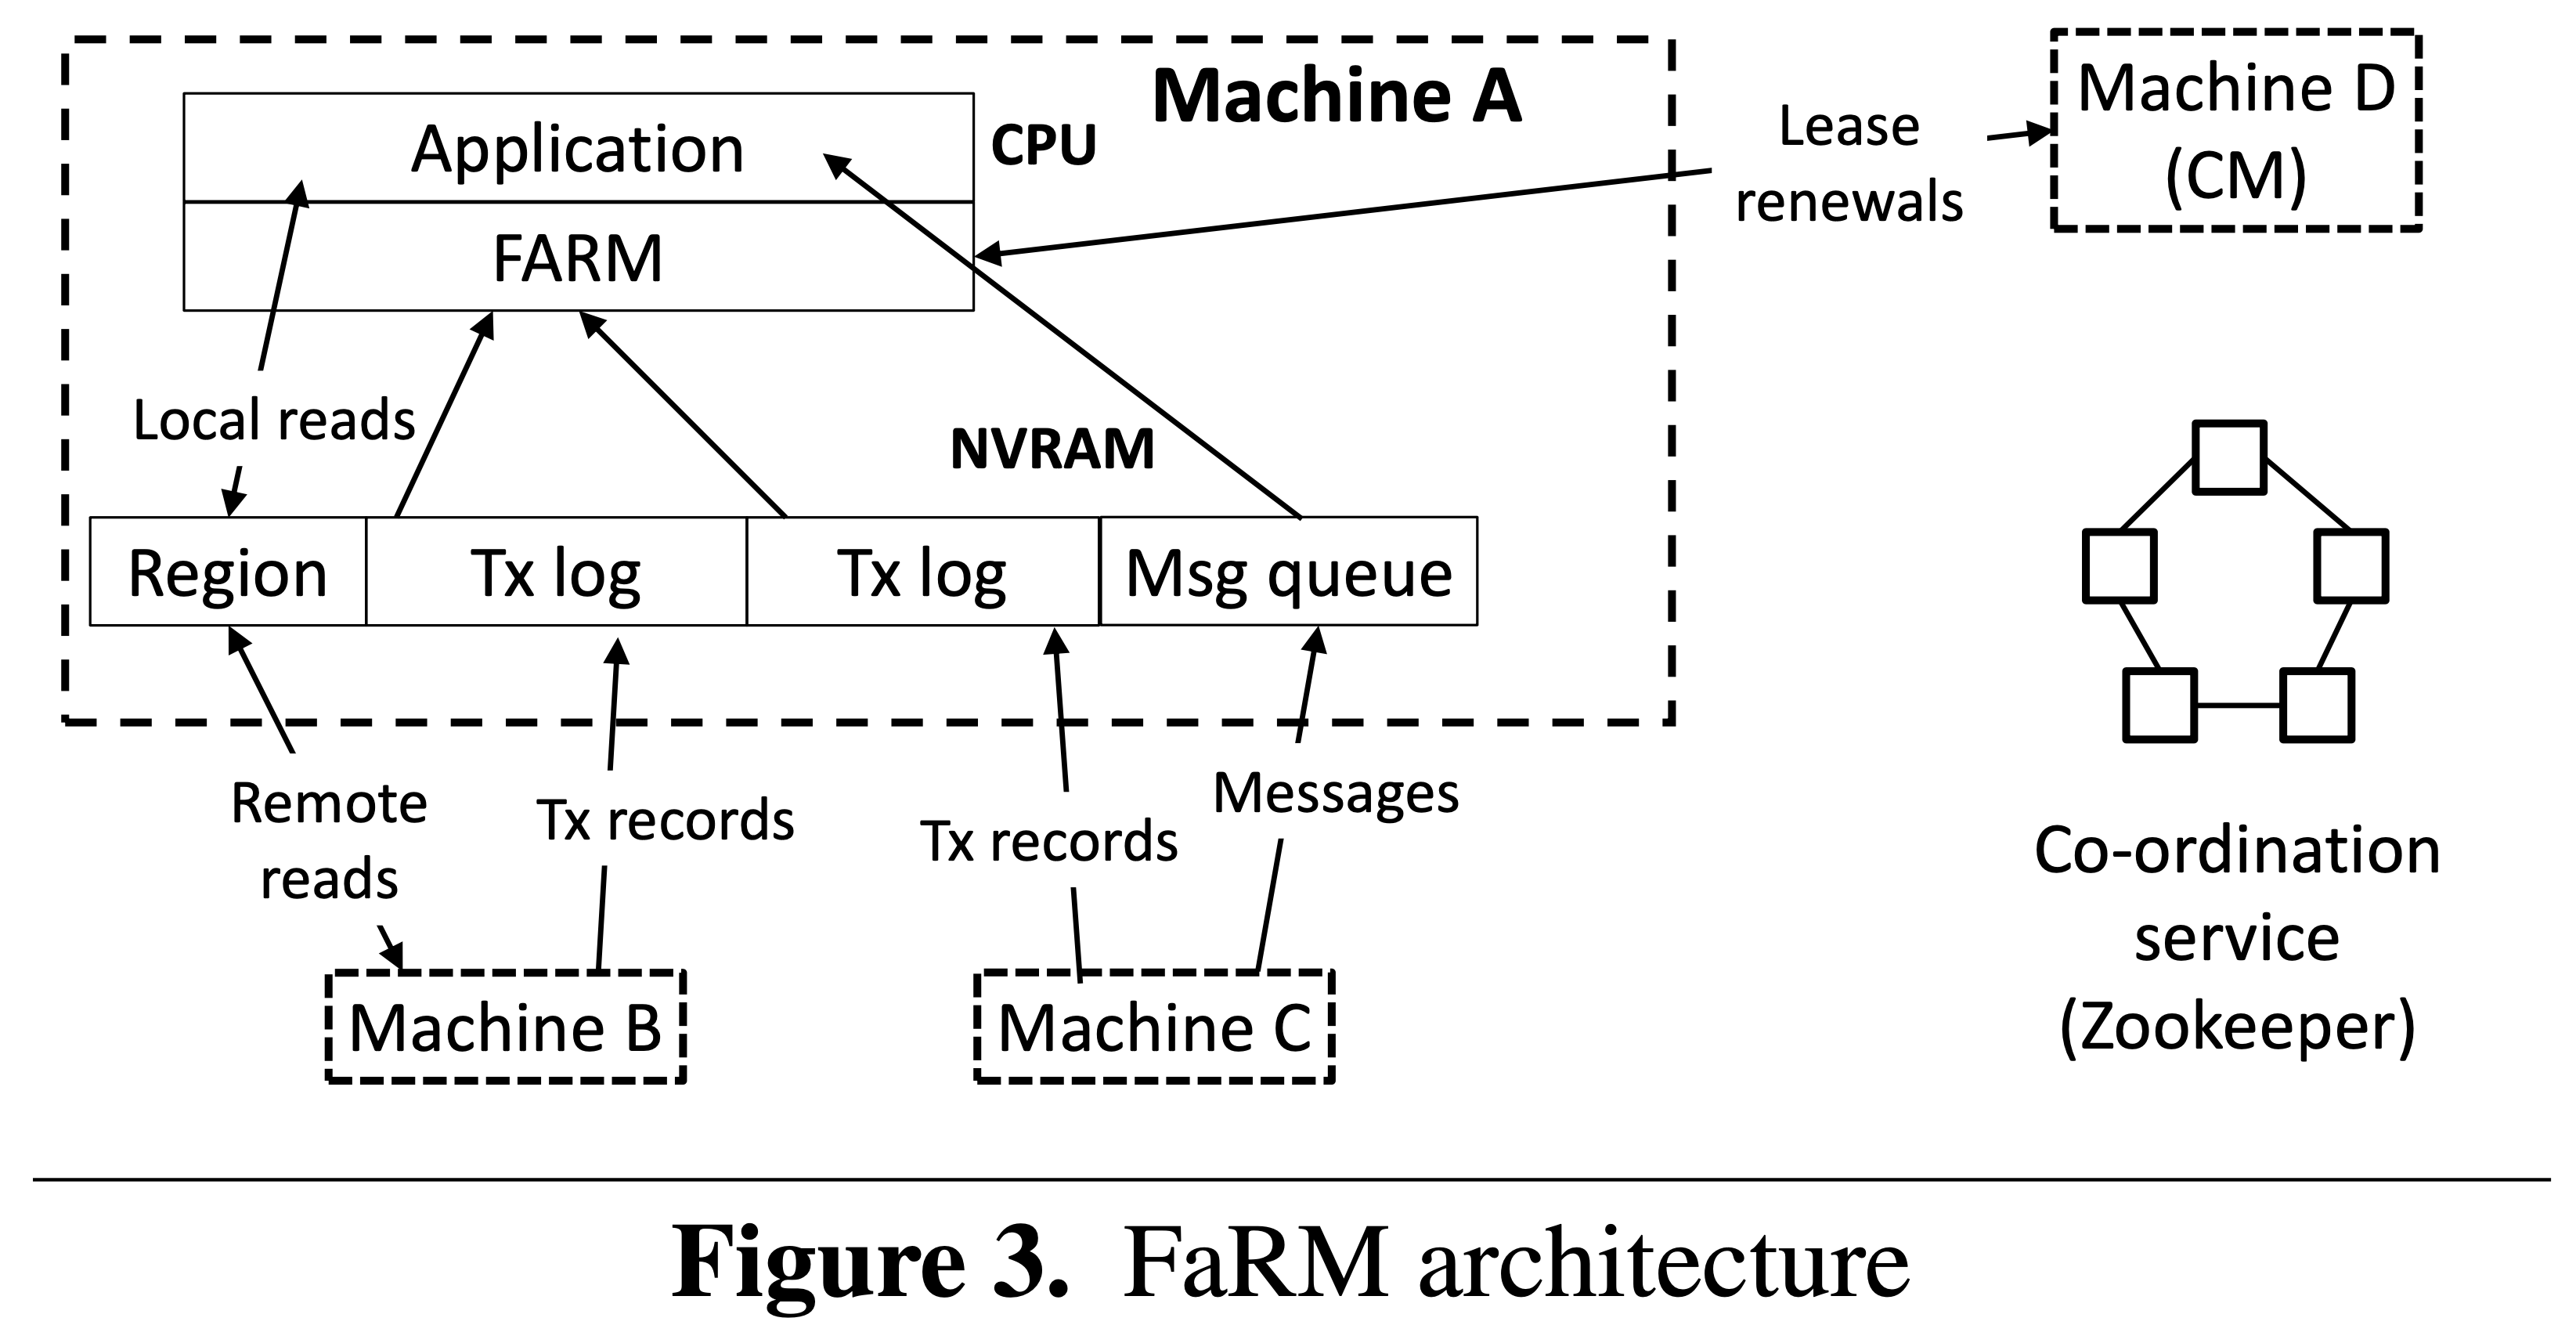 Machine A
Application
CPU
FARM
Lease
renewals
Machine D
(CM)
Local reads
NVRAM
Region
Tx log
Tx log
Msg queue
Remote
reads
Tx records
Tx records
Messages
Machine B
Machine C
Co-ordination
service
(Zookeeper)
Figure 3. FaRM architecture